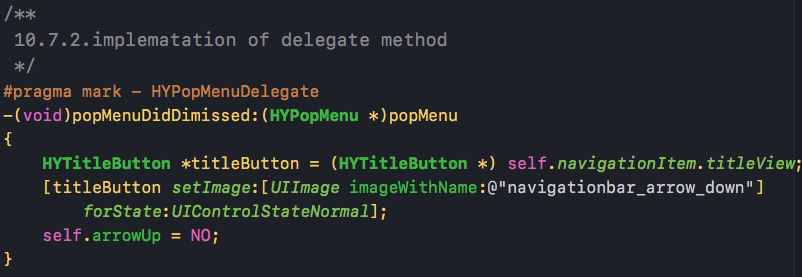 /**
10.7.2.implematation of delegate method
*/
#pragma mark - HYPopMenuDelegate
-(void)popMenuDidDimissed:(HYPopMenu *)popMenu
{
HYTitleButton *titleButton = (HYTitleButton *) self.navigationItem.titleView;
[titleButton setImage:[UIImage imageWithName:@"navigationbar_arrow_down"]
forState:UIControlStateNormal];
self.arrowUp = NO;
}